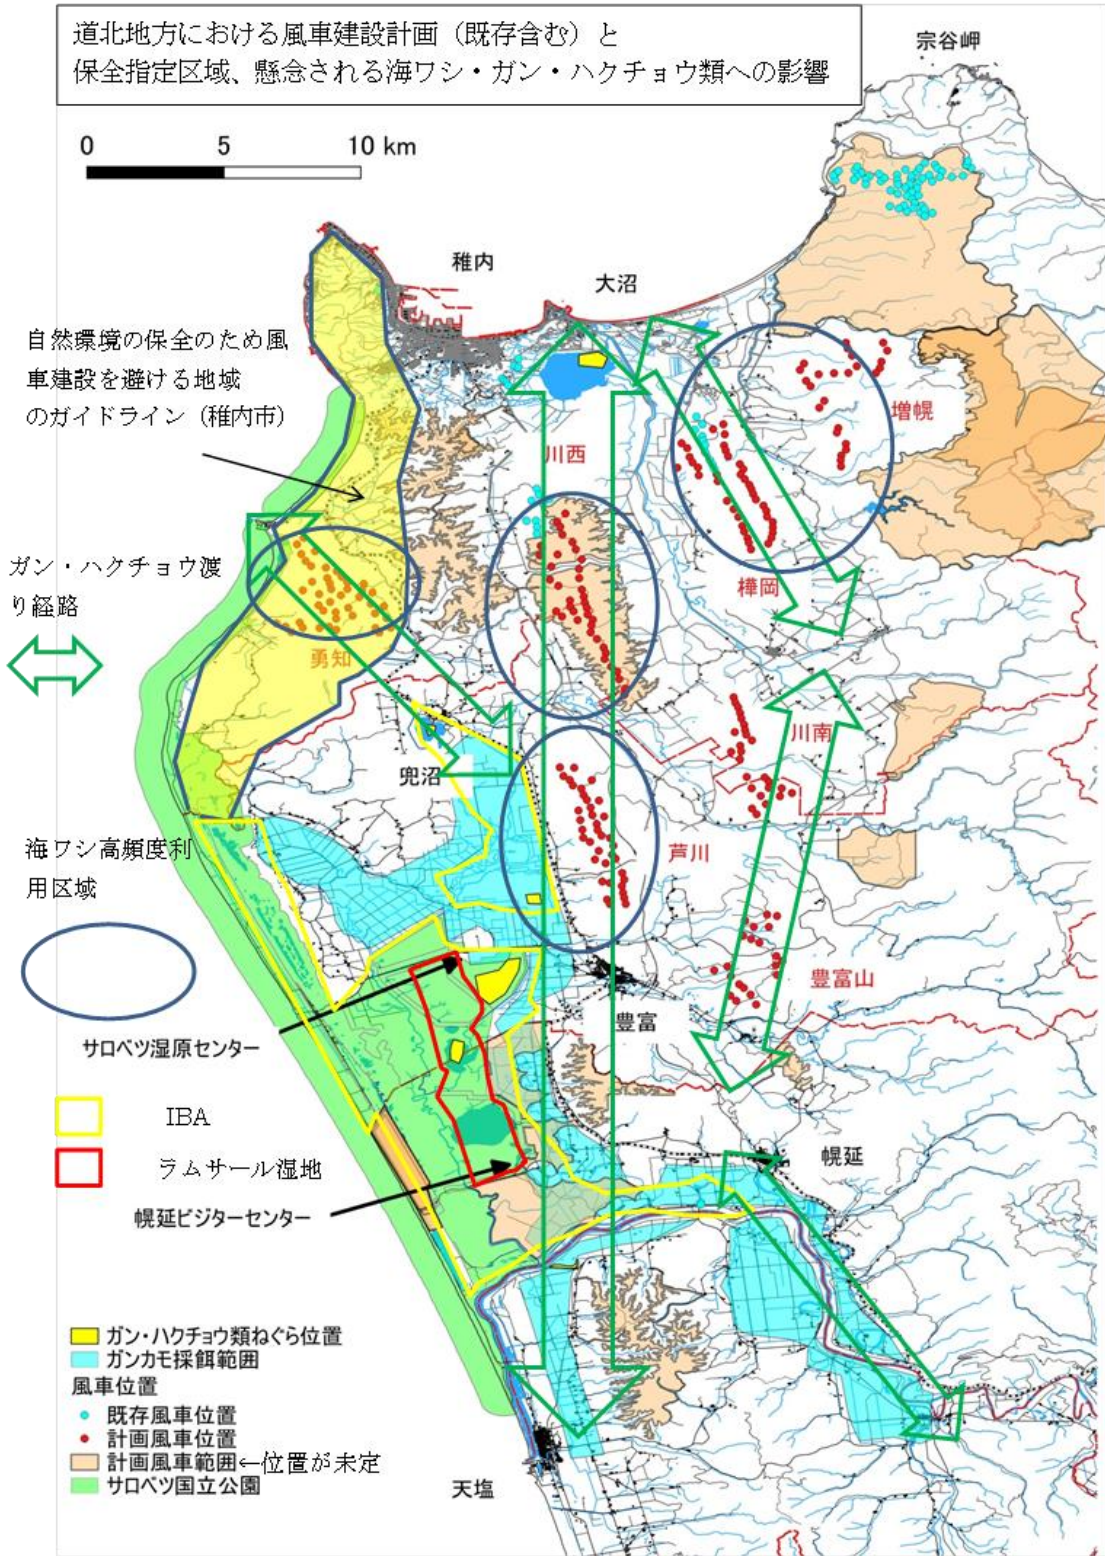 道北地方における風車建設計画（既存含む）と
保全指定区域、懸念される海ワシ・ガン・ハクチョウ類への影響
宗谷岬
0 5 10 km
稚内
大沼
自然環境の保全のため風
車建設を避ける地域
のガイドライン（稚内市）
増幌
川西
ガン・ハクチョウ渡
り経路
樺岡
勇知
川南
兜沼
海ワシ高頻度利
用区域
芦川
豊富山
豊富
サロベツ湿原センター
IBA
ラムサール湿地
幌延
幌延ビジターセンター
ガン・ハクチョウ類ねぐら位置
ガンカモ採餌範囲
風車位置
既存風車位置
計画風車位置
計画風車範囲←位置が未定
サロベツ国立公園
天塩